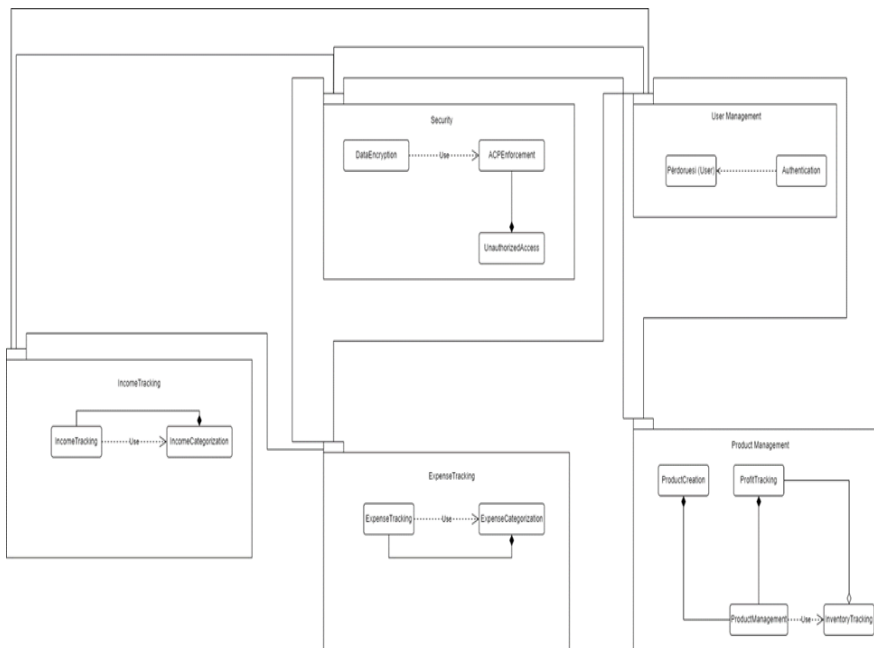 Security
DataEncryption
Use
ACPEnforcement
UnauthorizedAccess
User Management
Përdoruesi (User)
Authentication
IncomeTracking
IncomeTracking
Use
IncomeCategorization
ExpenseTracking
ExpenseTracking
Use
ExpenseCategorization
Product Management
ProductCreation
ProfitTracking
ProductManagement
Use
InventoryTracking